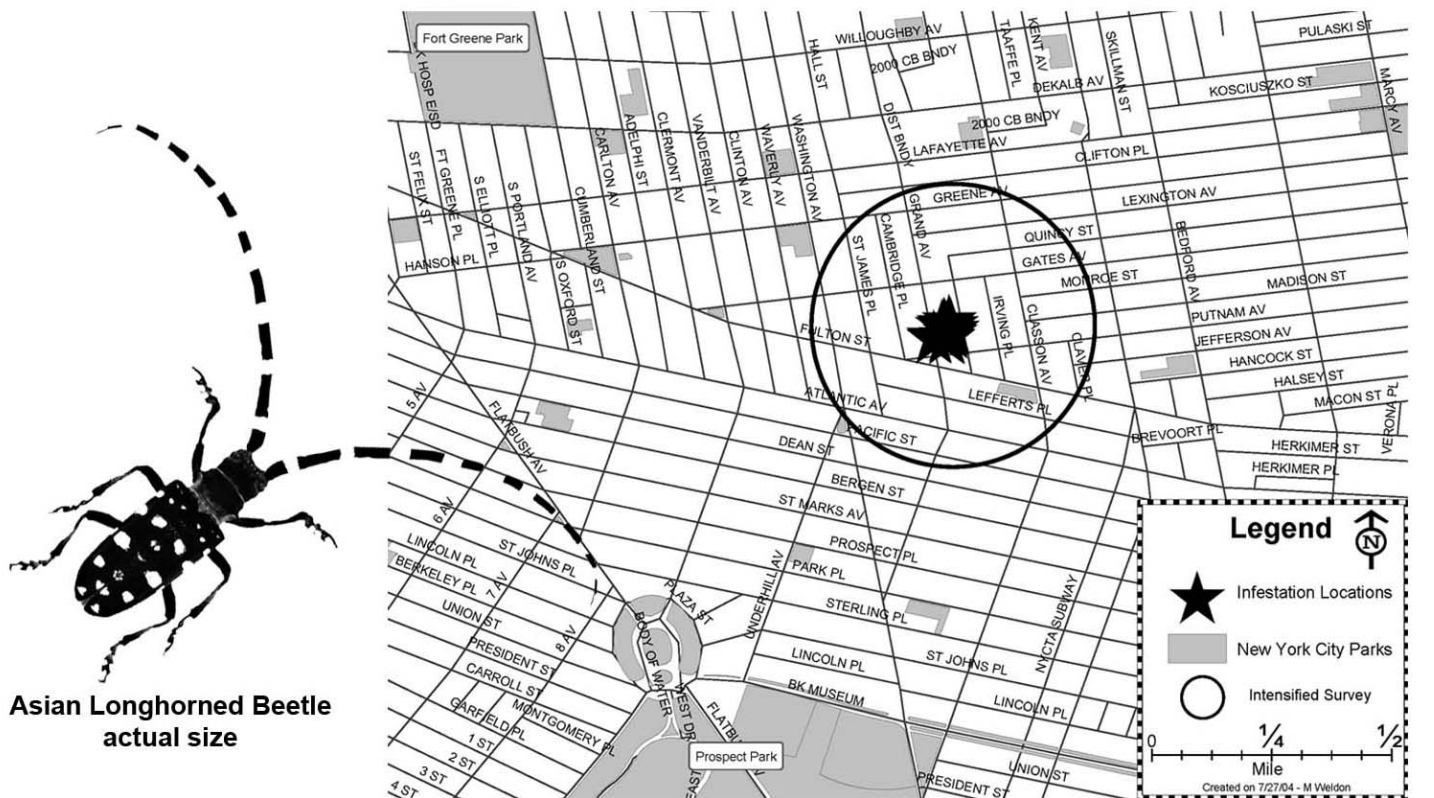 Fort Greene Park
WILLOUGHBY AV
PULASKI ST
HALL ST
2000 CB BNDY
TAAFFE PL
KENT AV
SKILLMAN ST
DEKALB AV
KOSCIUSZKO ST
MARCY AV
K HOSP E/SD
ADELPHI ST
CLERMONT AV
VANDERBILT AV
CLINTON AV
WAVERLY AV
WASHINGTON AV
DIST BNDY
2000 CB BNDY
LAFAYETTE AV
CLIFTON PL
CARLTON AV
ST FELIX ST
FT GREENE PL
S ELLIOTT PL
S PORTLAND AV
CUMBERLAND ST
GREENE AV
LEXINGTON AV
HANSON PL
S OXFORD ST
ST JAMES PL
CAMBRIDGE PL
GRAND AV
QUINCY ST
GATES AV
MONROE ST
BEDFORD AV
MADISON ST
FULTON ST
IRVING PL
CLASSON AV
CLAVER PL
PUTNAM AV
JEFFERSON AV
HANCOCK ST
HALSEY ST
MACON ST
VERONA PL
5 AV
FLATBUSH AV
ATLANTIC AV
LEFFERTS PL
PACIFIC ST
BREVOORT PL
DEAN ST
HERKIMER ST
HERKIMER PL
BERGEN ST
ST MARKS AV
6 AV
LINCOLN PL
BERKELEY PL
ST JOHNS PL
7 AV
UNION ST
8 AV
PRESIDENT ST
CARROLL ST
GARFIELD PL
MONTGOMERY PL
1 ST
2 ST
3 ST
4 ST
PROSPECT PL
PARK PL
UNDERHILL AV
PLAZA ST
STERLING PL
NYCTA SUBWAY
BODY OF WATER
LINCOLN PL
ST JOHNS PL
BK MUSEUM
LINCOLN PL
WEST DR
Prospect Park
UNION ST
PRESIDENT ST
Asian Longhorned Beetle
actual size
Legend
N
Infestation Locations
New York City Parks
Intensified Survey
0 1/4 1/2
Mile
Created on 7/27/04 - M Weldon